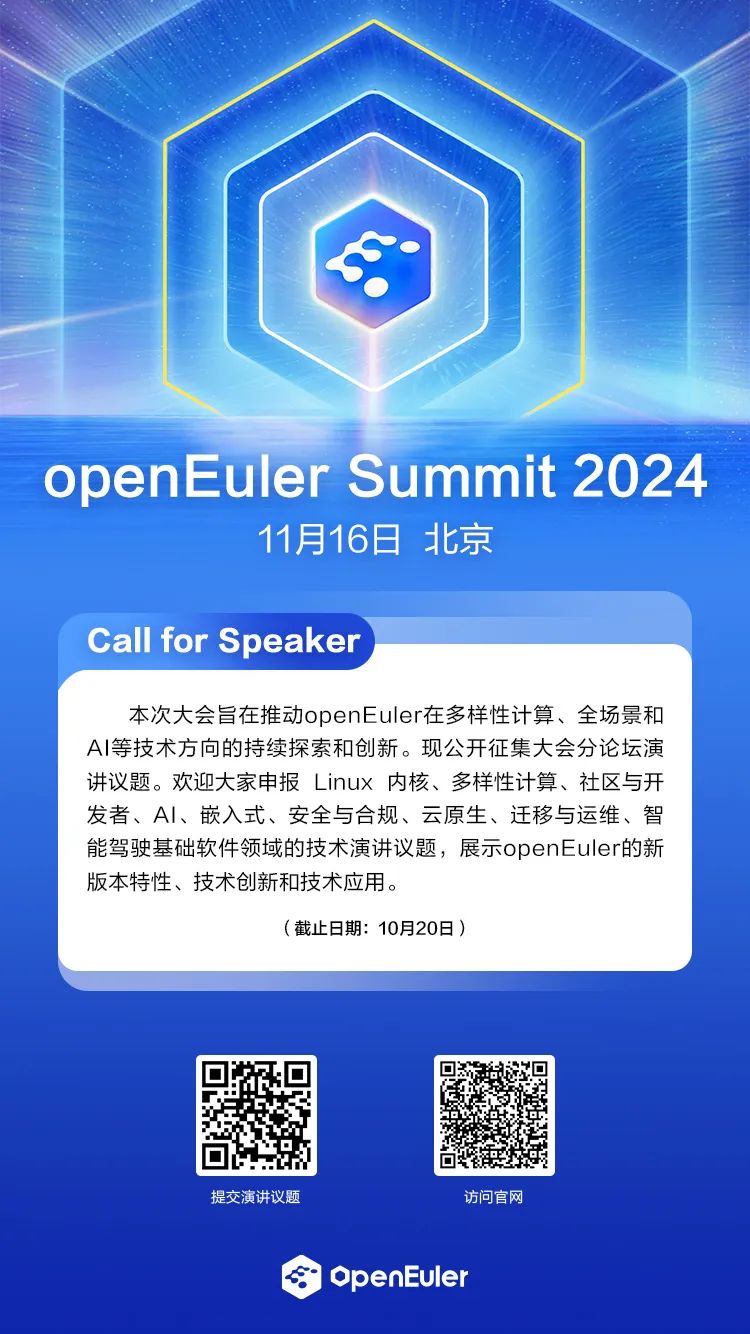 openEuler Summit 2024
11月16日 北京
Call for Speaker
本次大会旨在推动openEuler在多样性计算、全场景和
AI等技术方向的持续探索和创新。现公开征集大会分论坛演
讲议题。欢迎大家申报 Linux 内核、多样性计算、社区与开
发者、AI、嵌入式、安全与合规、云原生、迁移与运维、智
能驾驶基础软件领域的技术演讲议题，展示openEuler的新
版本特性、技术创新和技术应用。
（截止日期：10月20日）
提交演讲议题
访问官网
OpenEuler